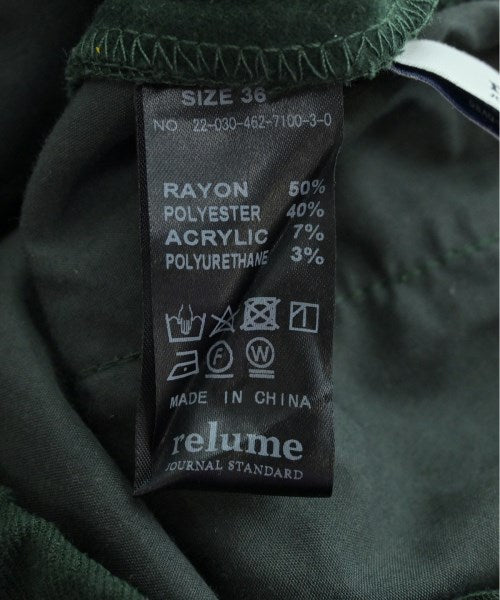 SIZE 36
NO 22-030-462-7100-3-0
RAYON 50%
POLYESTER 40%
ACRYLIC 7%
POLYURETHANE 3%
F W
MADE IN CHINA
relume
JOURNAL STANDARD